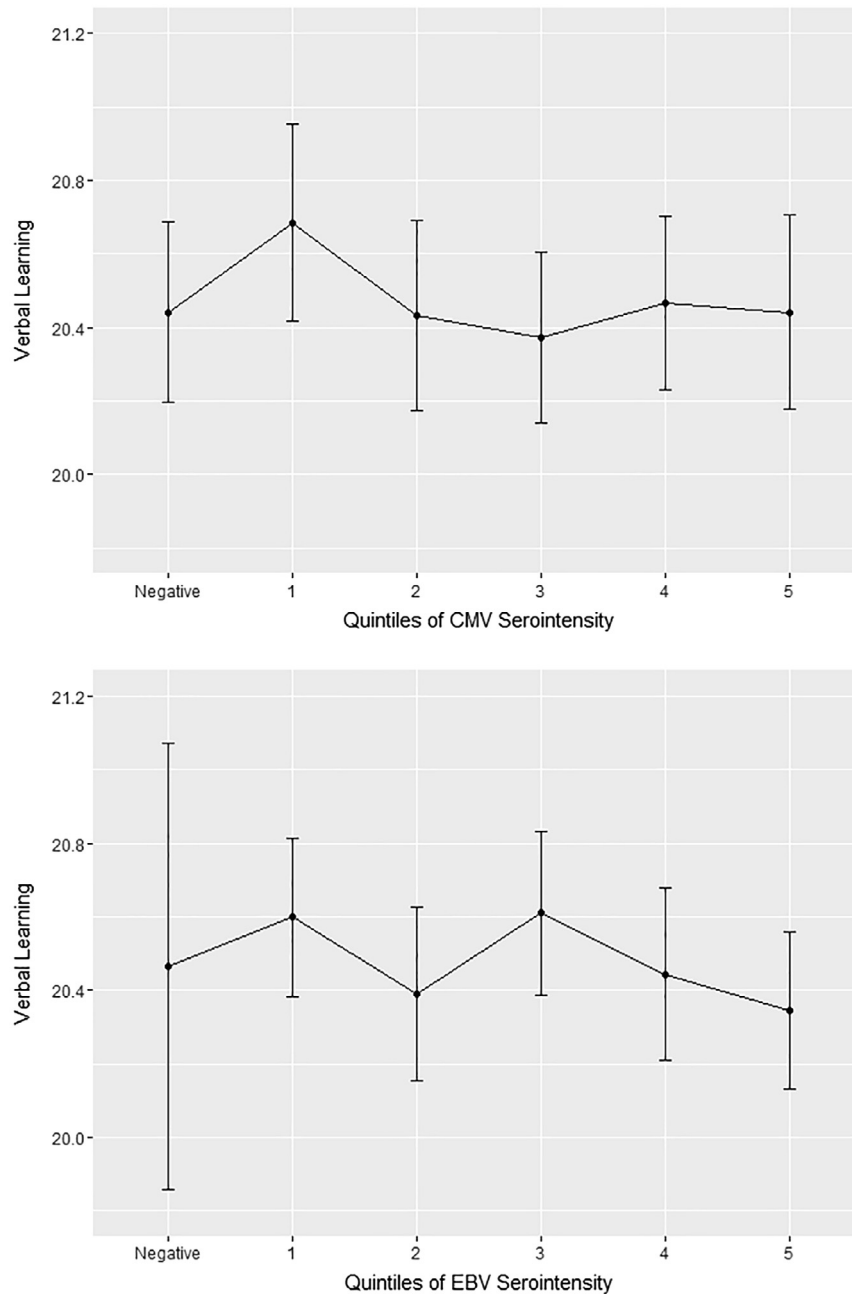 21.2
20.8
20.4
20.0
Verbal Learning
Negative 1 2 3 4 5
Quintiles of CMV Serointensity
21.2
20.8
20.4
20.0
Verbal Learning
Negative 1 2 3 4 5
Quintiles of EBV Serointensity